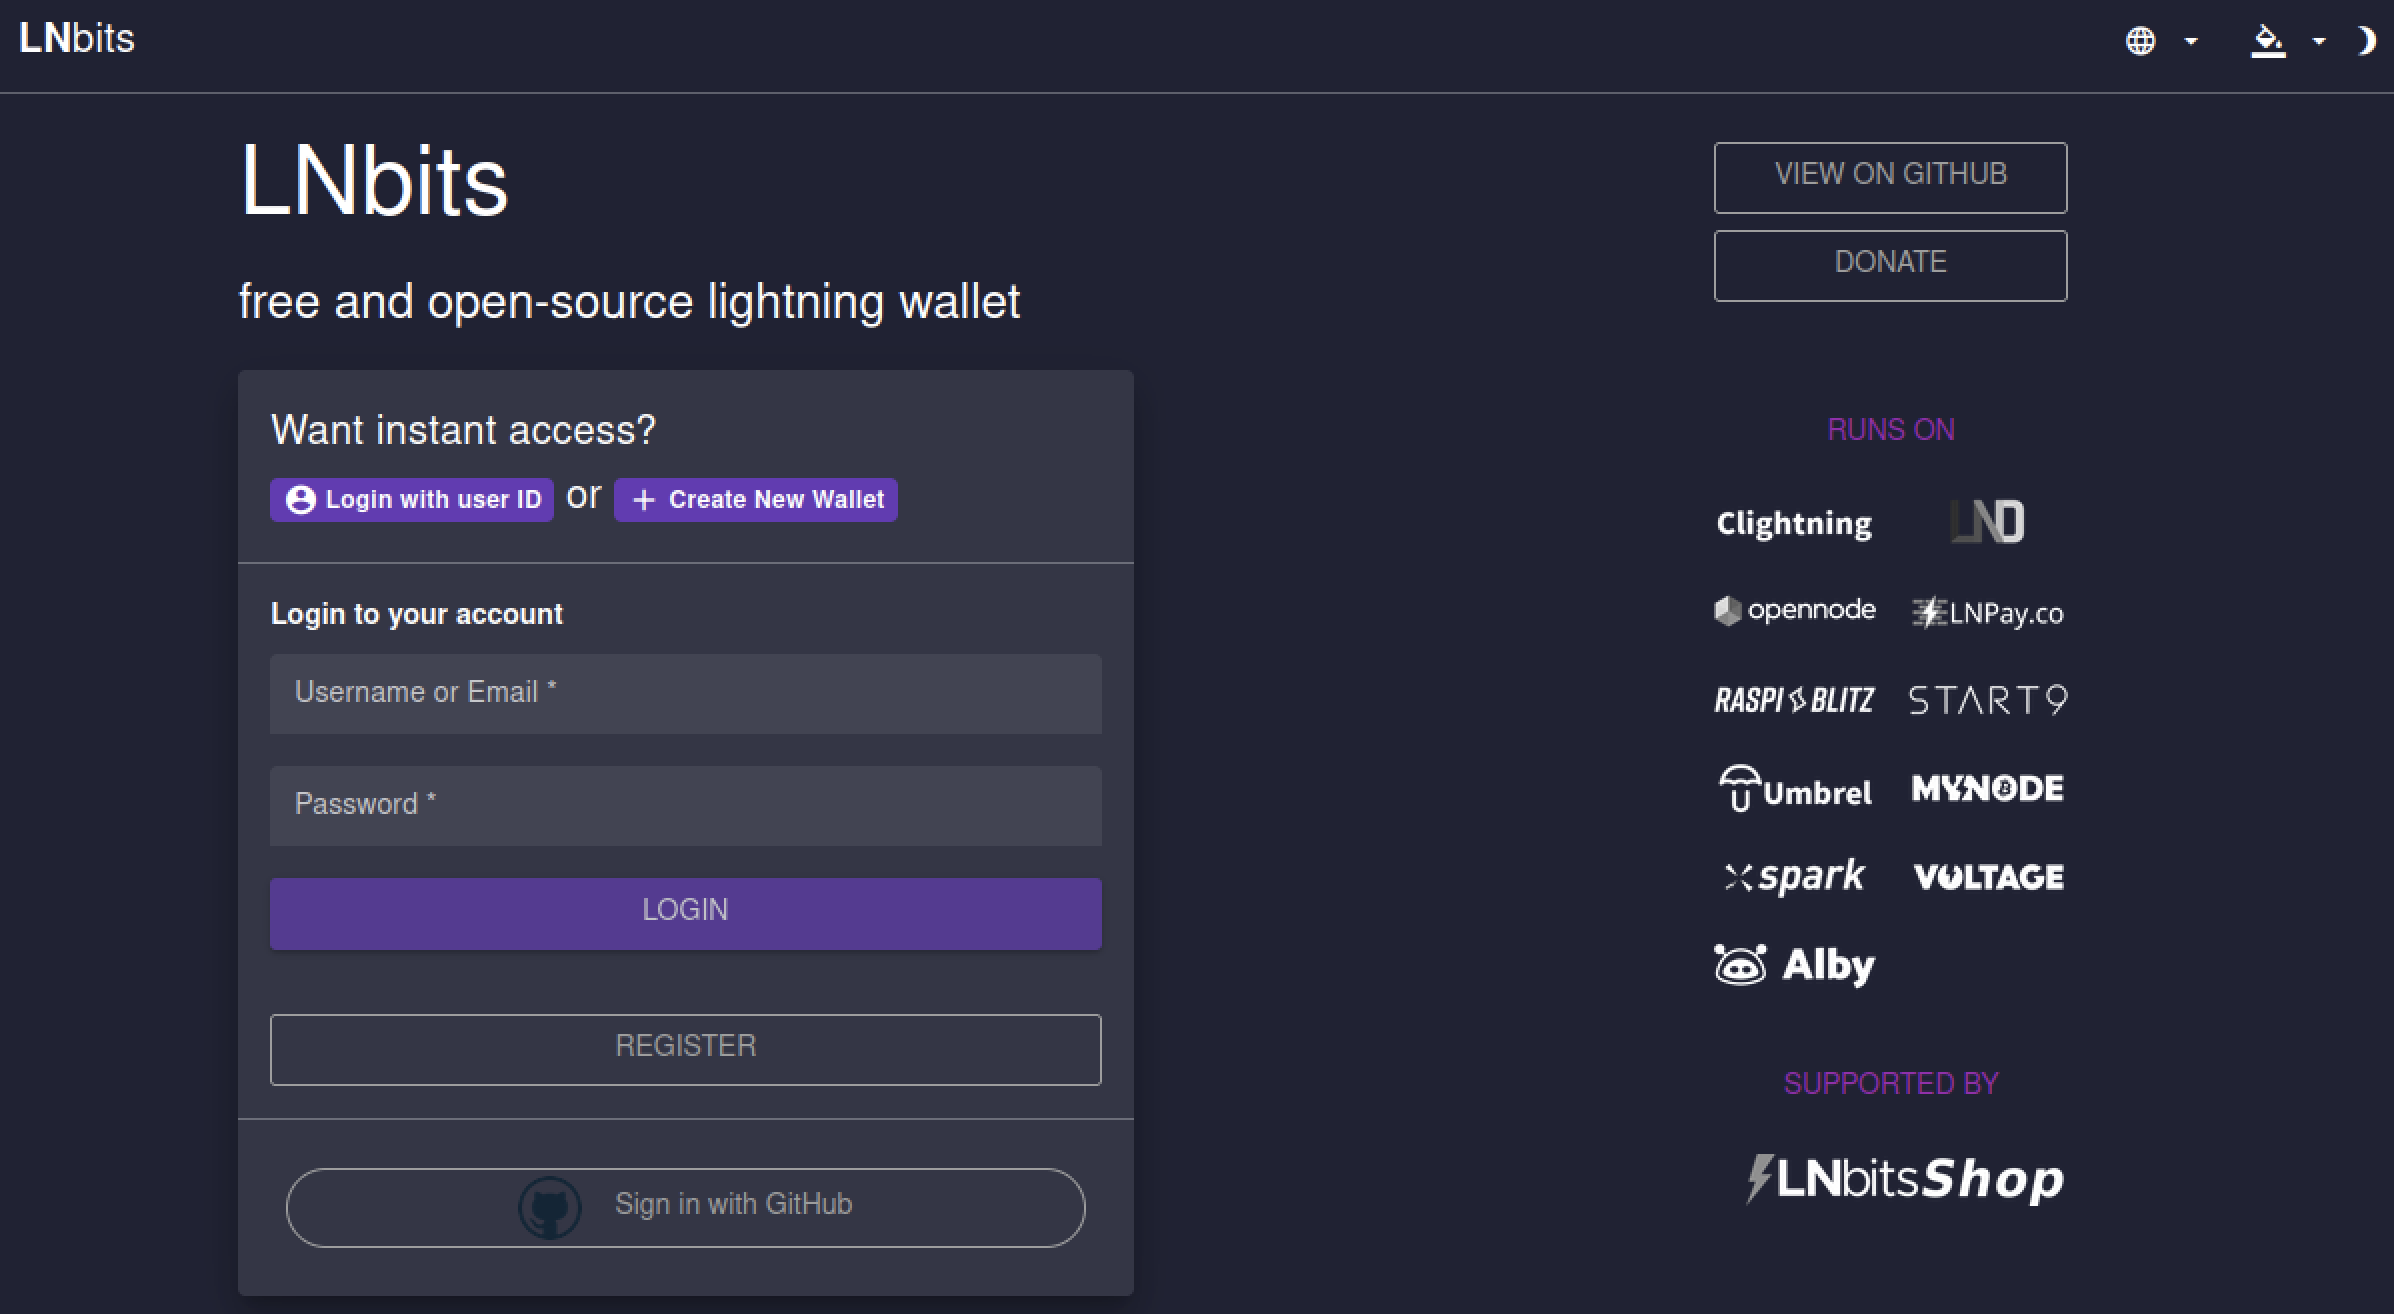 LNbits
LNbits
free and open-source lightning wallet
Want instant access?
Login with user ID or + Create New Wallet
Login to your account
Username or Email *
Password *
LOGIN
REGISTER
Sign in with GitHub
VIEW ON GITHUB
DONATE
RUNS ON
Clightning LND
opennode LNPay.co
RASPIBLITZ START9
Umbrel MYNODE
spark VOLTAGE
Alby
SUPPORTED BY
LNbitsShop